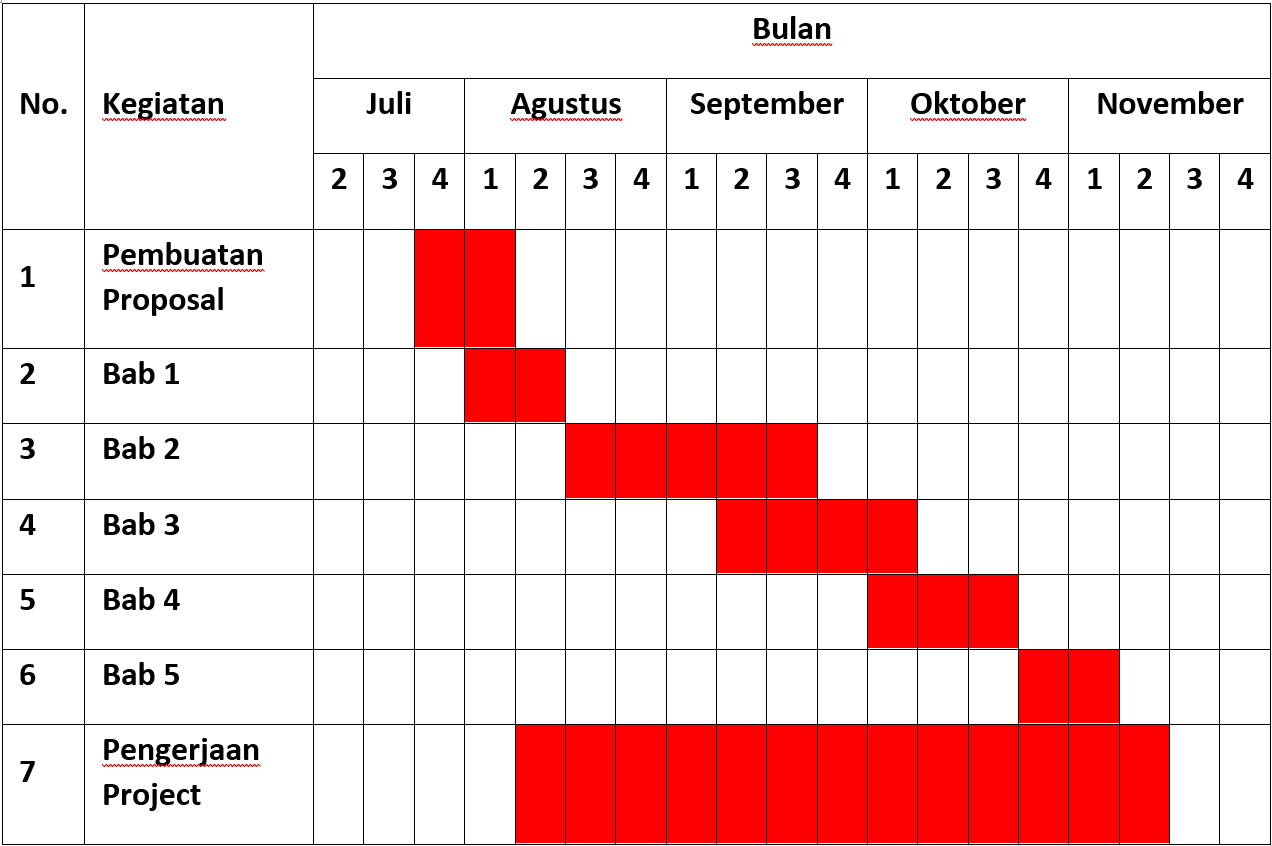 Bulan
No. Kegiatan Juli Agustus September Oktober November
2 3 4 1 2 3 4 1 2 3 4 1 2 3 4 1 2 3 4
1 Pembuatan
Proposal
2 Bab 1
3 Bab 2
4 Bab 3
5 Bab 4
6 Bab 5
7 Pengerjaan
Project